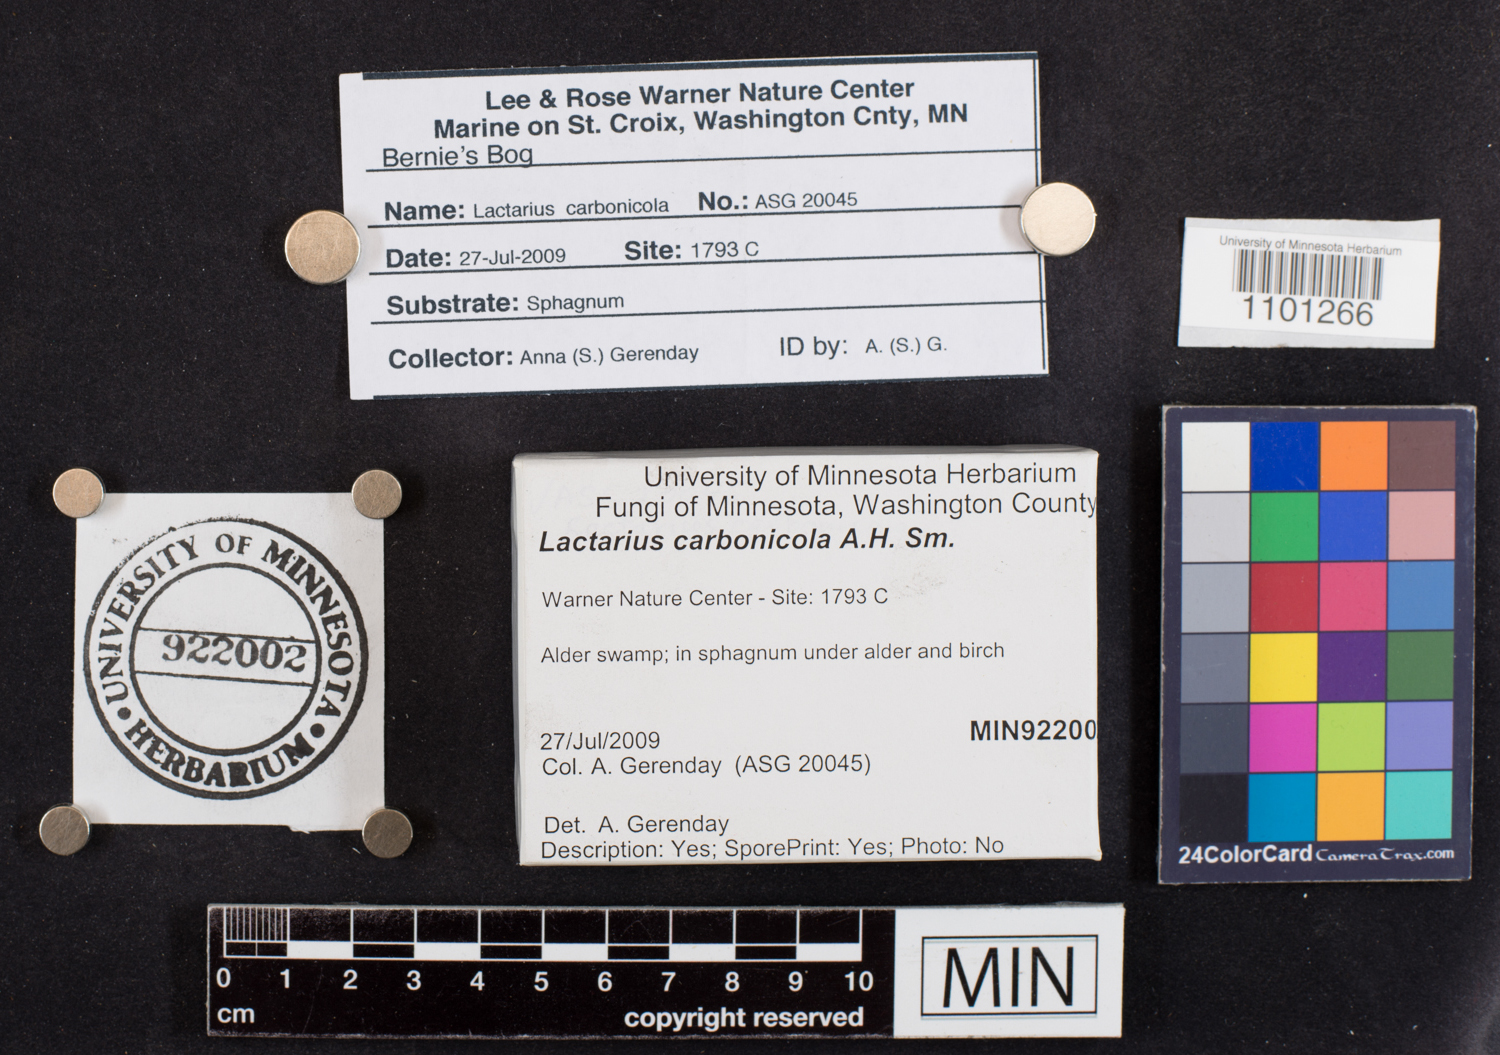 Lee & Rose Warner Nature Center
Marine on St. Croix, Washington Cnty, MN
Bernie's Bog
Name: Lactarius carbonicola No.: ASG 20045
Date: 27-Jul-2009 Site: 1793 C
Substrate: Sphagnum
Collector: Anna (S.) Gerenday ID by: A. (S.) G.
University of Minnesota Herbarium
1101266
UNIVERSITY OF MINNESOTA
922002
• HERBARIUM •
University of Minnesota Herbarium
Fungi of Minnesota, Washington County
Lactarius carbonicola A.H. Sm.
Warner Nature Center - Site: 1793 C
Alder swamp; in sphagnum under alder and birch
MIN92200
27/Jul/2009
Col. A. Gerenday (ASG 20045)
Det. A. Gerenday
Description: Yes; SporePrint: Yes; Photo: No
24ColorCard CameraTrax.com
0 1 2 3 4 5 6 7 8 9 10
cm
copyright reserved
MIN